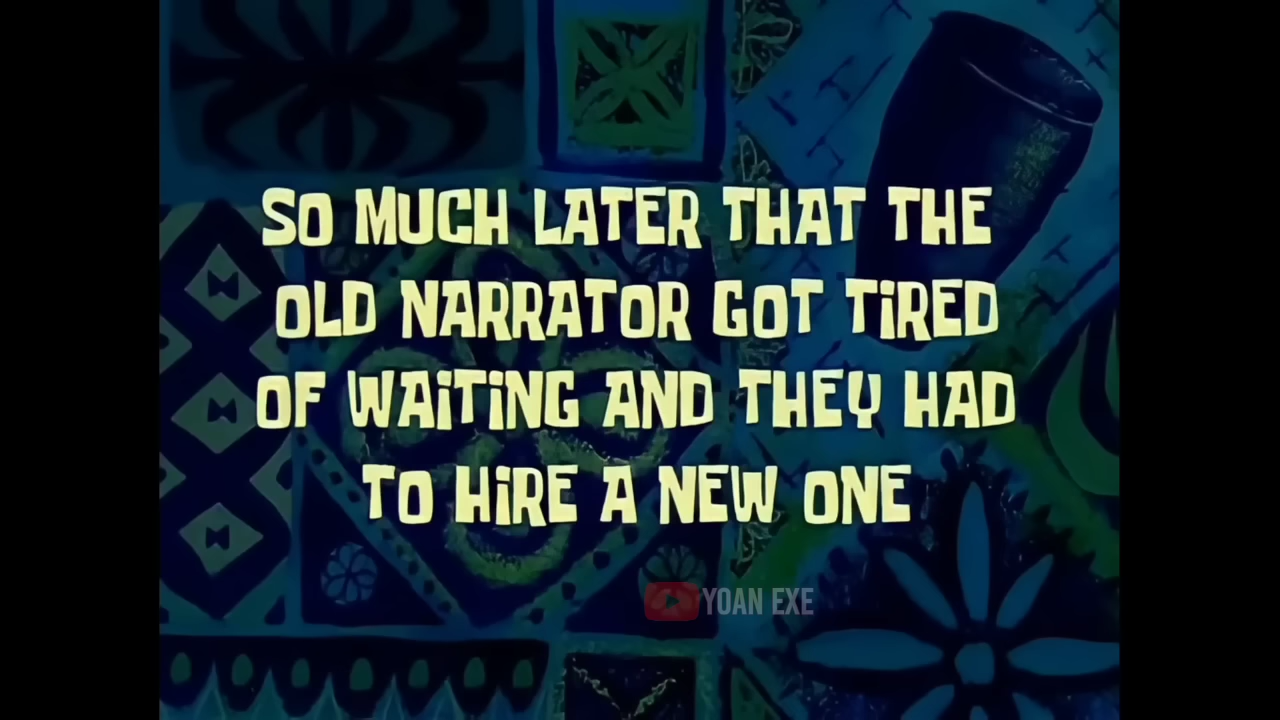 SO MUCH LATER THAT THE
OLD NARRATOR GOT TiRED
OF WAiTiNG AND THEY HAD
TO HiRE A NEW ONE
YOAN EXE